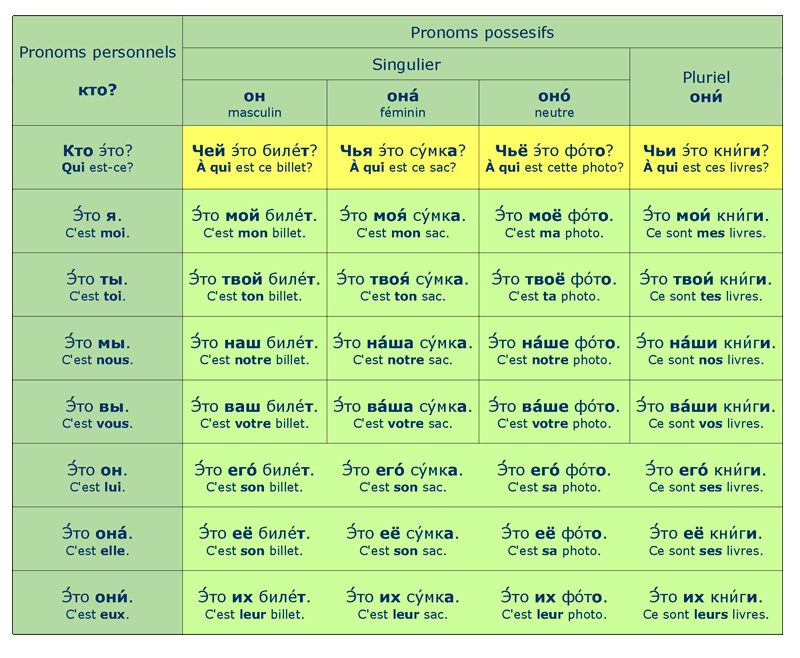 Pronoms personnels
кто?
Pronoms possesifs
Singulier
Pluriel
они́
он
masculin
она́
féminin
оно́
neutre
Кто э́то?
Qui est-ce?
Чей э́то биле́т?
À qui est ce billet?
Чья э́то су́мка?
À qui est ce sac?
Чьё э́то фо́то?
À qui est cette photo?
Чьи э́то кни́ги?
À qui est ces livres?
Э́то я.
C'est moi.
Э́то мой биле́т.
C'est mon billet.
Э́то моя́ су́мка.
C'est mon sac.
Э́то моё фо́то.
C'est ma photo.
Э́то мои́ кни́ги.
Ce sont mes livres.
Э́то ты.
C'est toi.
Э́то твой биле́т.
C'est ton billet.
Э́то твоя́ су́мка.
C'est ton sac.
Э́то твоё фо́то.
C'est ta photo.
Э́то твои́ кни́ги.
Ce sont tes livres.
Э́то мы.
C'est nous.
Э́то наш биле́т.
C'est notre billet.
Э́то на́ша су́мка.
C'est notre sac.
Э́то на́ше фо́то.
C'est notre photo.
Э́то на́ши кни́ги.
Ce sont nos livres.
Э́то вы.
C'est vous.
Э́то ваш биле́т.
C'est votre billet.
Э́то ва́ша су́мка.
C'est votre sac.
Э́то ва́ше фо́то.
C'est votre photo.
Э́то ва́ши кни́ги.
Ce sont vos livres.
Э́то он.
C'est lui.
Э́то его́ биле́т.
C'est son billet.
Э́то его́ су́мка.
C'est son sac.
Э́то его́ фо́то.
C'est sa photo.
Э́то его́ кни́ги.
Ce sont ses livres.
Э́то она́.
C'est elle.
Э́то её биле́т.
C'est son billet.
Э́то её су́мка.
C'est son sac.
Э́то её фо́то.
C'est sa photo.
Э́то её кни́ги.
Ce sont ses livres.
Э́то они́.
C'est eux.
Э́то их биле́т.
C'est leur billet.
Э́то их су́мка.
C'est leur sac.
Э́то их фо́то.
C'est leur photo.
Э́то их кни́ги.
Ce sont leurs livres.